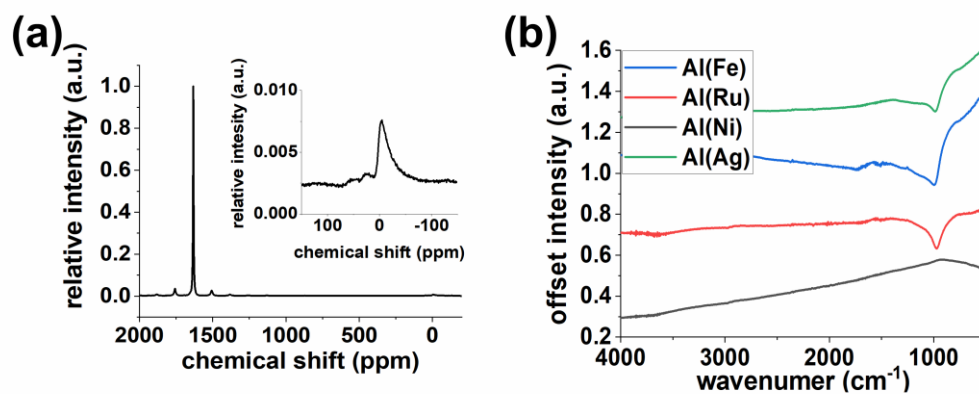 (a)
relative intensity (a.u.)
1.0
0.8
0.6
0.4
0.2
0.0
2000 1500 1000 500 0
chemical shift (ppm)
relative intesity (a.u.)
0.010
0.005
0.000
100 0 -100
chemical shift (ppm)
(b)
offset intensity (a.u.)
1.6
1.4
1.2
1.0
0.8
0.6
0.4
0.2
Al(Fe)
Al(Ru)
Al(Ni)
Al(Ag)
4000 3000 2000 1000
wavenumer (cm⁻¹)